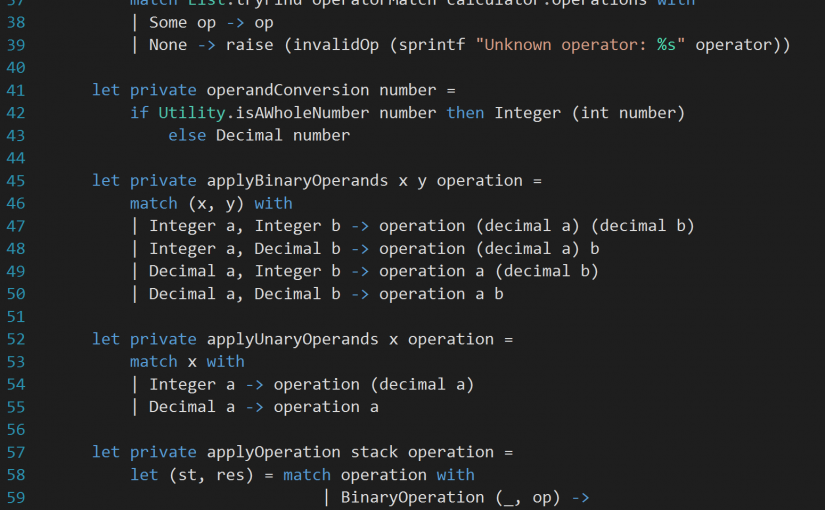 37 match List.tryFind operatorMatch Calculator.operations with
38 | Some op -> op
39 | None -> raise (invalidOp (sprintf "Unknown operator: %s" operator))
40
41 let private operandConversion number =
42 if Utility.isAWholeNumber number then Integer (int number)
43 else Decimal number
44
45 let private applyBinaryOperands x y operation =
46 match (x, y) with
47 | Integer a, Integer b -> operation (decimal a) (decimal b)
48 | Integer a, Decimal b -> operation (decimal a) b
49 | Decimal a, Integer b -> operation a (decimal b)
50 | Decimal a, Decimal b -> operation a b
51
52 let private applyUnaryOperands x operation =
53 match x with
54 | Integer a -> operation (decimal a)
55 | Decimal a -> operation a
56
57 let private applyOperation stack operation =
58 let (st, res) = match operation with
59 | BinaryOperation (_, op) ->